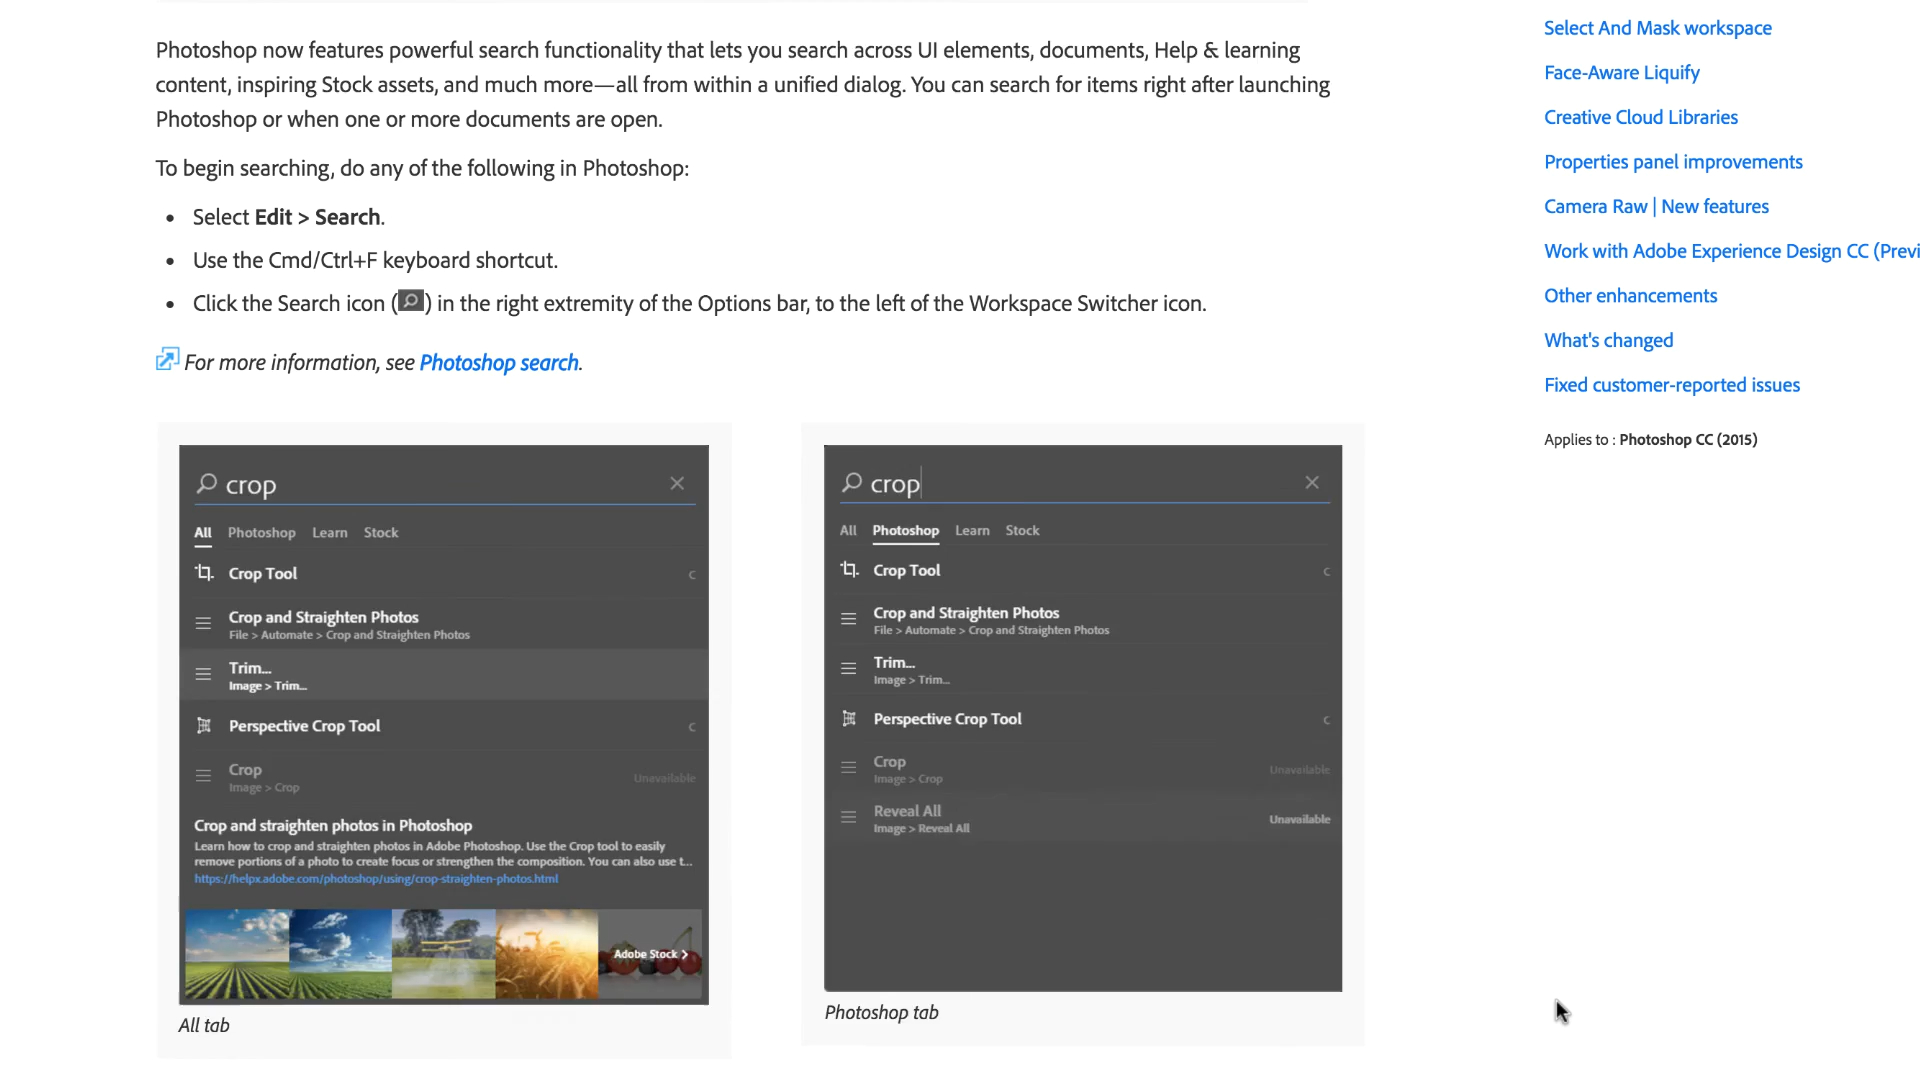 Photoshop now features powerful search functionality that lets you search across UI elements, documents, Help & learning
content, inspiring Stock assets, and much more—all from within a unified dialog. You can search for items right after launching
Photoshop or when one or more documents are open.
To begin searching, do any of the following in Photoshop:
• Select Edit > Search.
• Use the Cmd/Ctrl+F keyboard shortcut.
• Click the Search icon ( ) in the right extremity of the Options bar, to the left of the Workspace Switcher icon.
For more information, see Photoshop search.
crop
All Photoshop Learn Stock
Crop Tool C
Crop and Straighten Photos
File > Automate > Crop and Straighten Photos
Trim...
Image > Trim...
Perspective Crop Tool C
Crop
Image > Crop
Unavailable
Crop and straighten photos in Photoshop
Learn how to crop and straighten photos in Adobe Photoshop. Use the Crop tool to easily
remove portions of a photo to create focus or strengthen the composition. You can also use t...
https://helpx.adobe.com/photoshop/using/crop-straighten-photos.html
Adobe Stock >
All tab
crop
All Photoshop Learn Stock
Crop Tool C
Crop and Straighten Photos
File > Automate > Crop and Straighten Photos
Trim...
Image > Trim...
Perspective Crop Tool C
Crop
Image > Crop
Unavailable
Reveal All
Image > Reveal All
Unavailable
Photoshop tab
Select And Mask workspace
Face-Aware Liquify
Creative Cloud Libraries
Properties panel improvements
Camera Raw | New features
Work with Adobe Experience Design CC (Previ
Other enhancements
What's changed
Fixed customer-reported issues
Applies to : Photoshop CC (2015)